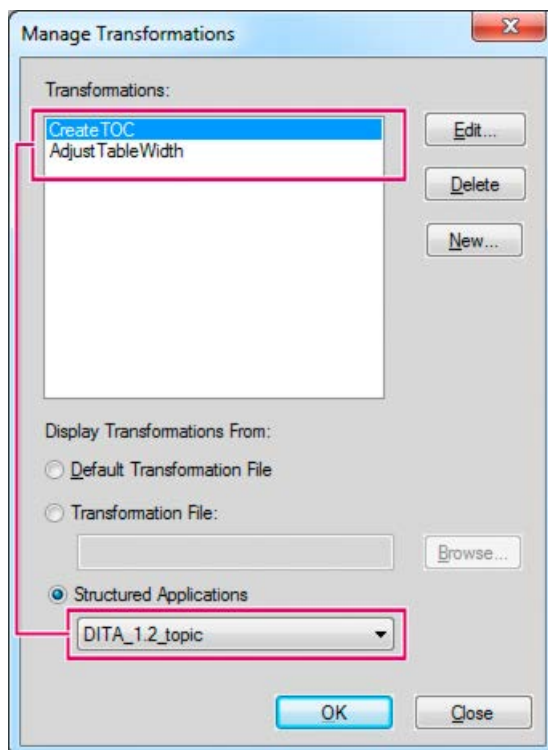 Manage Transformations
Transformations:
CreateTOC
AdjustTableWidth
Edit...
Delete
New...
Display Transformations From:
Default Transformation File
Transformation File:
Browse...
Structured Applications
DITA_1.2_topic
OK
Close